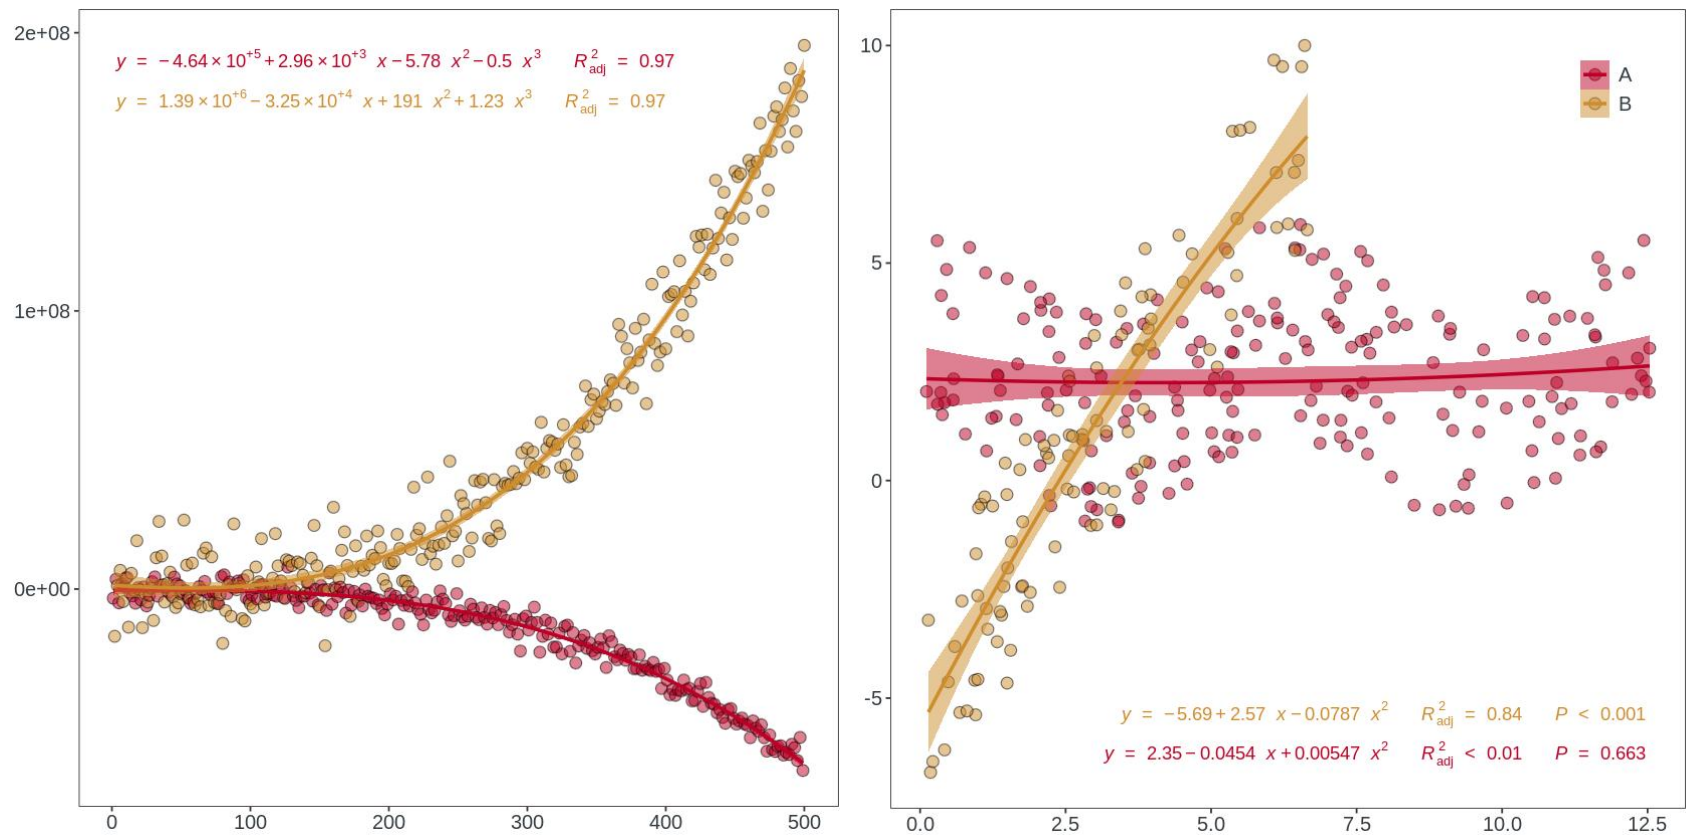 2e+08
y = −4.64×10⁺⁵+2.96×10⁺³ x−5.78 x²−0.5 x³ R²adj = 0.97
y = 1.39×10⁺⁶−3.25×10⁺⁴ x+191 x²+1.23 x³ R²adj = 0.97
1e+08
0e+00
0 100 200 300 400 500
10
A
B
5
0
-5
y = −5.69+2.57 x−0.0787 x² R²adj = 0.84 P < 0.001
y = 2.35−0.0454 x+0.00547 x² R²adj < 0.01 P = 0.663
0.0 2.5 5.0 7.5 10.0 12.5